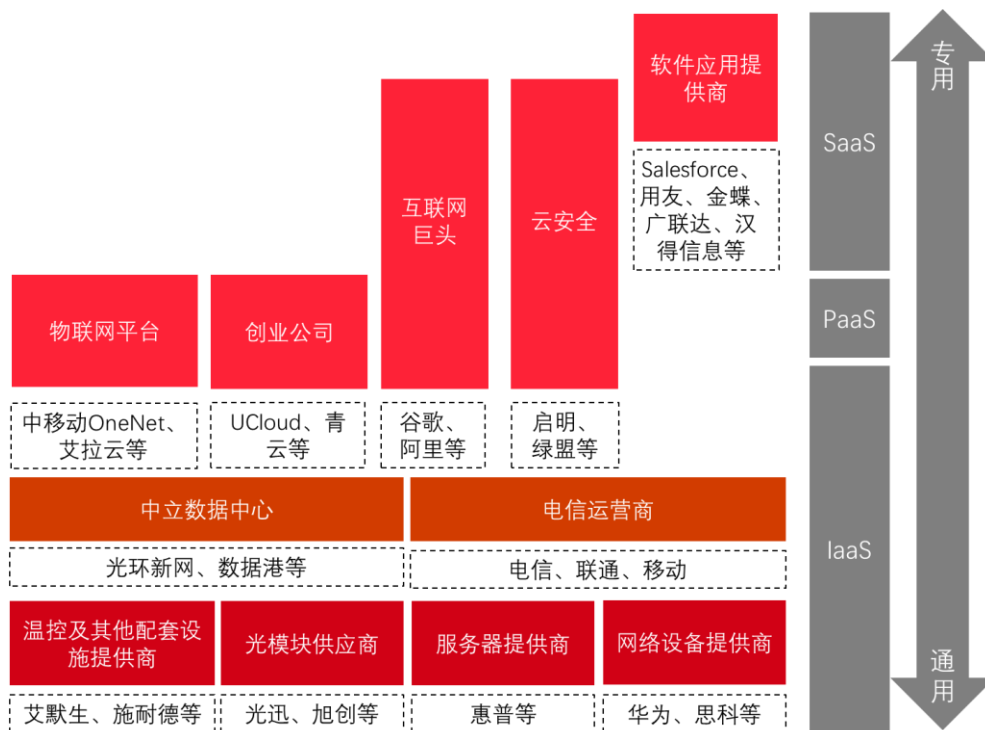 软件应用提
供商
Salesforce、
用友、金蝶、
广联达、汉
得信息等
互联网
巨头
云安全
物联网平台
创业公司
中移动OneNet、
艾拉云等
UCloud、青
云等
谷歌、
阿里等
启明、
绿盟等
中立数据中心
电信运营商
光环新网、数据港等
电信、联通、移动
温控及其他配套设
施提供商
光模块供应商
服务器提供商
网络设备提供商
艾默生、施耐德等
光迅、旭创等
惠普等
华为、思科等
SaaS
PaaS
IaaS
专用
通用